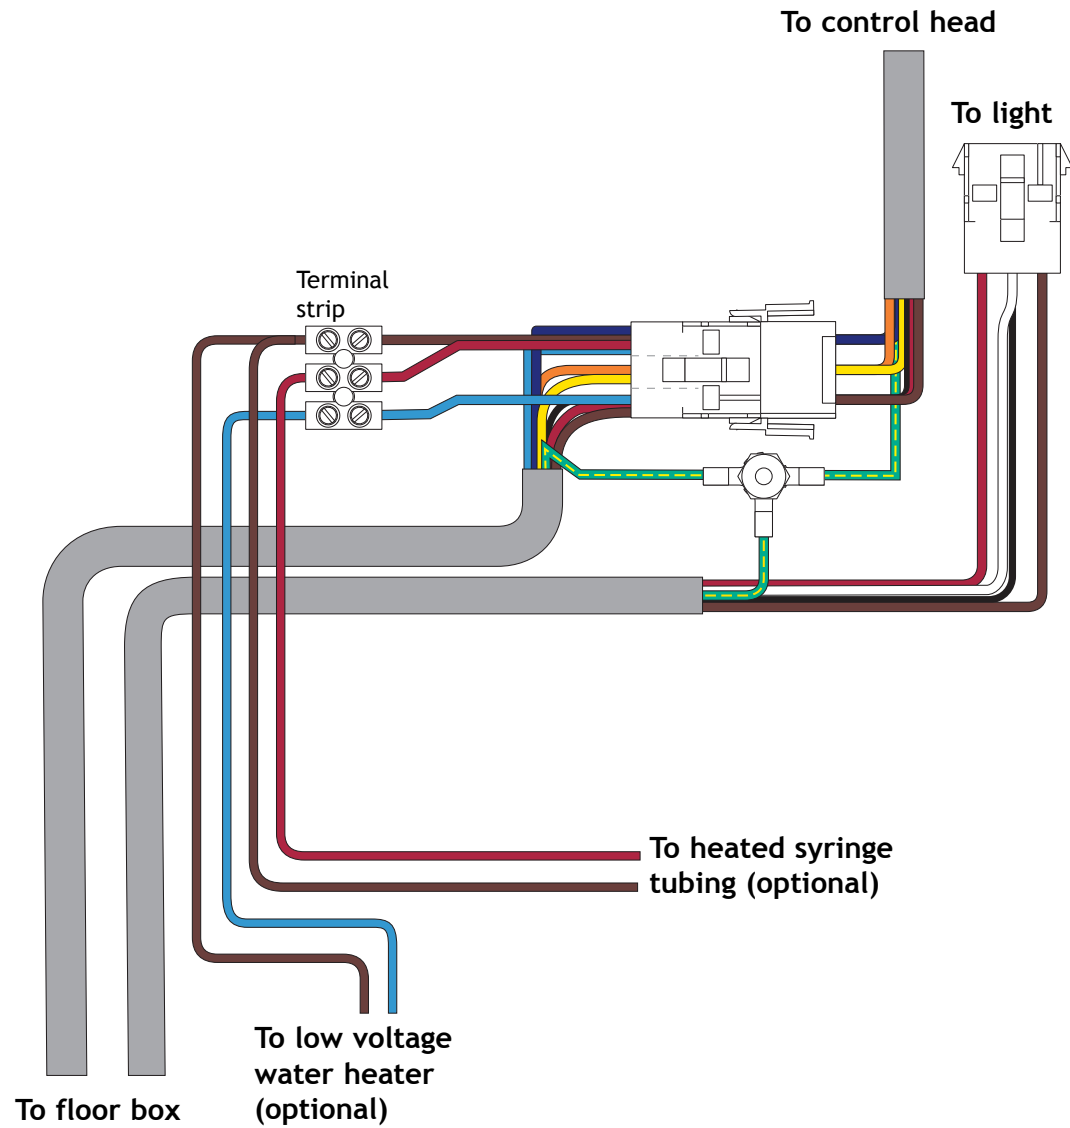 To control head
To light
Terminal
strip
To heated syringe
tubing (optional)
To low voltage
water heater
(optional)
To floor box